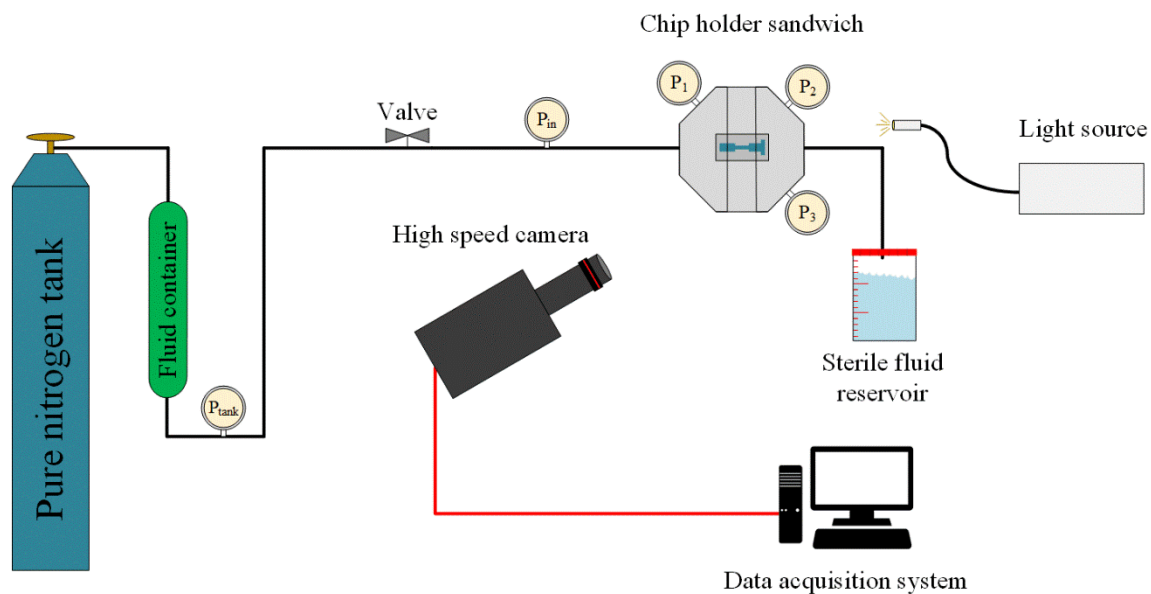 Chip holder sandwich
P1
P2
Valve
Pin
Light source
P3
High speed camera
Pure nitrogen tank
Fluid container
Ptank
Sterile fluid
reservoir
Data acquisition system